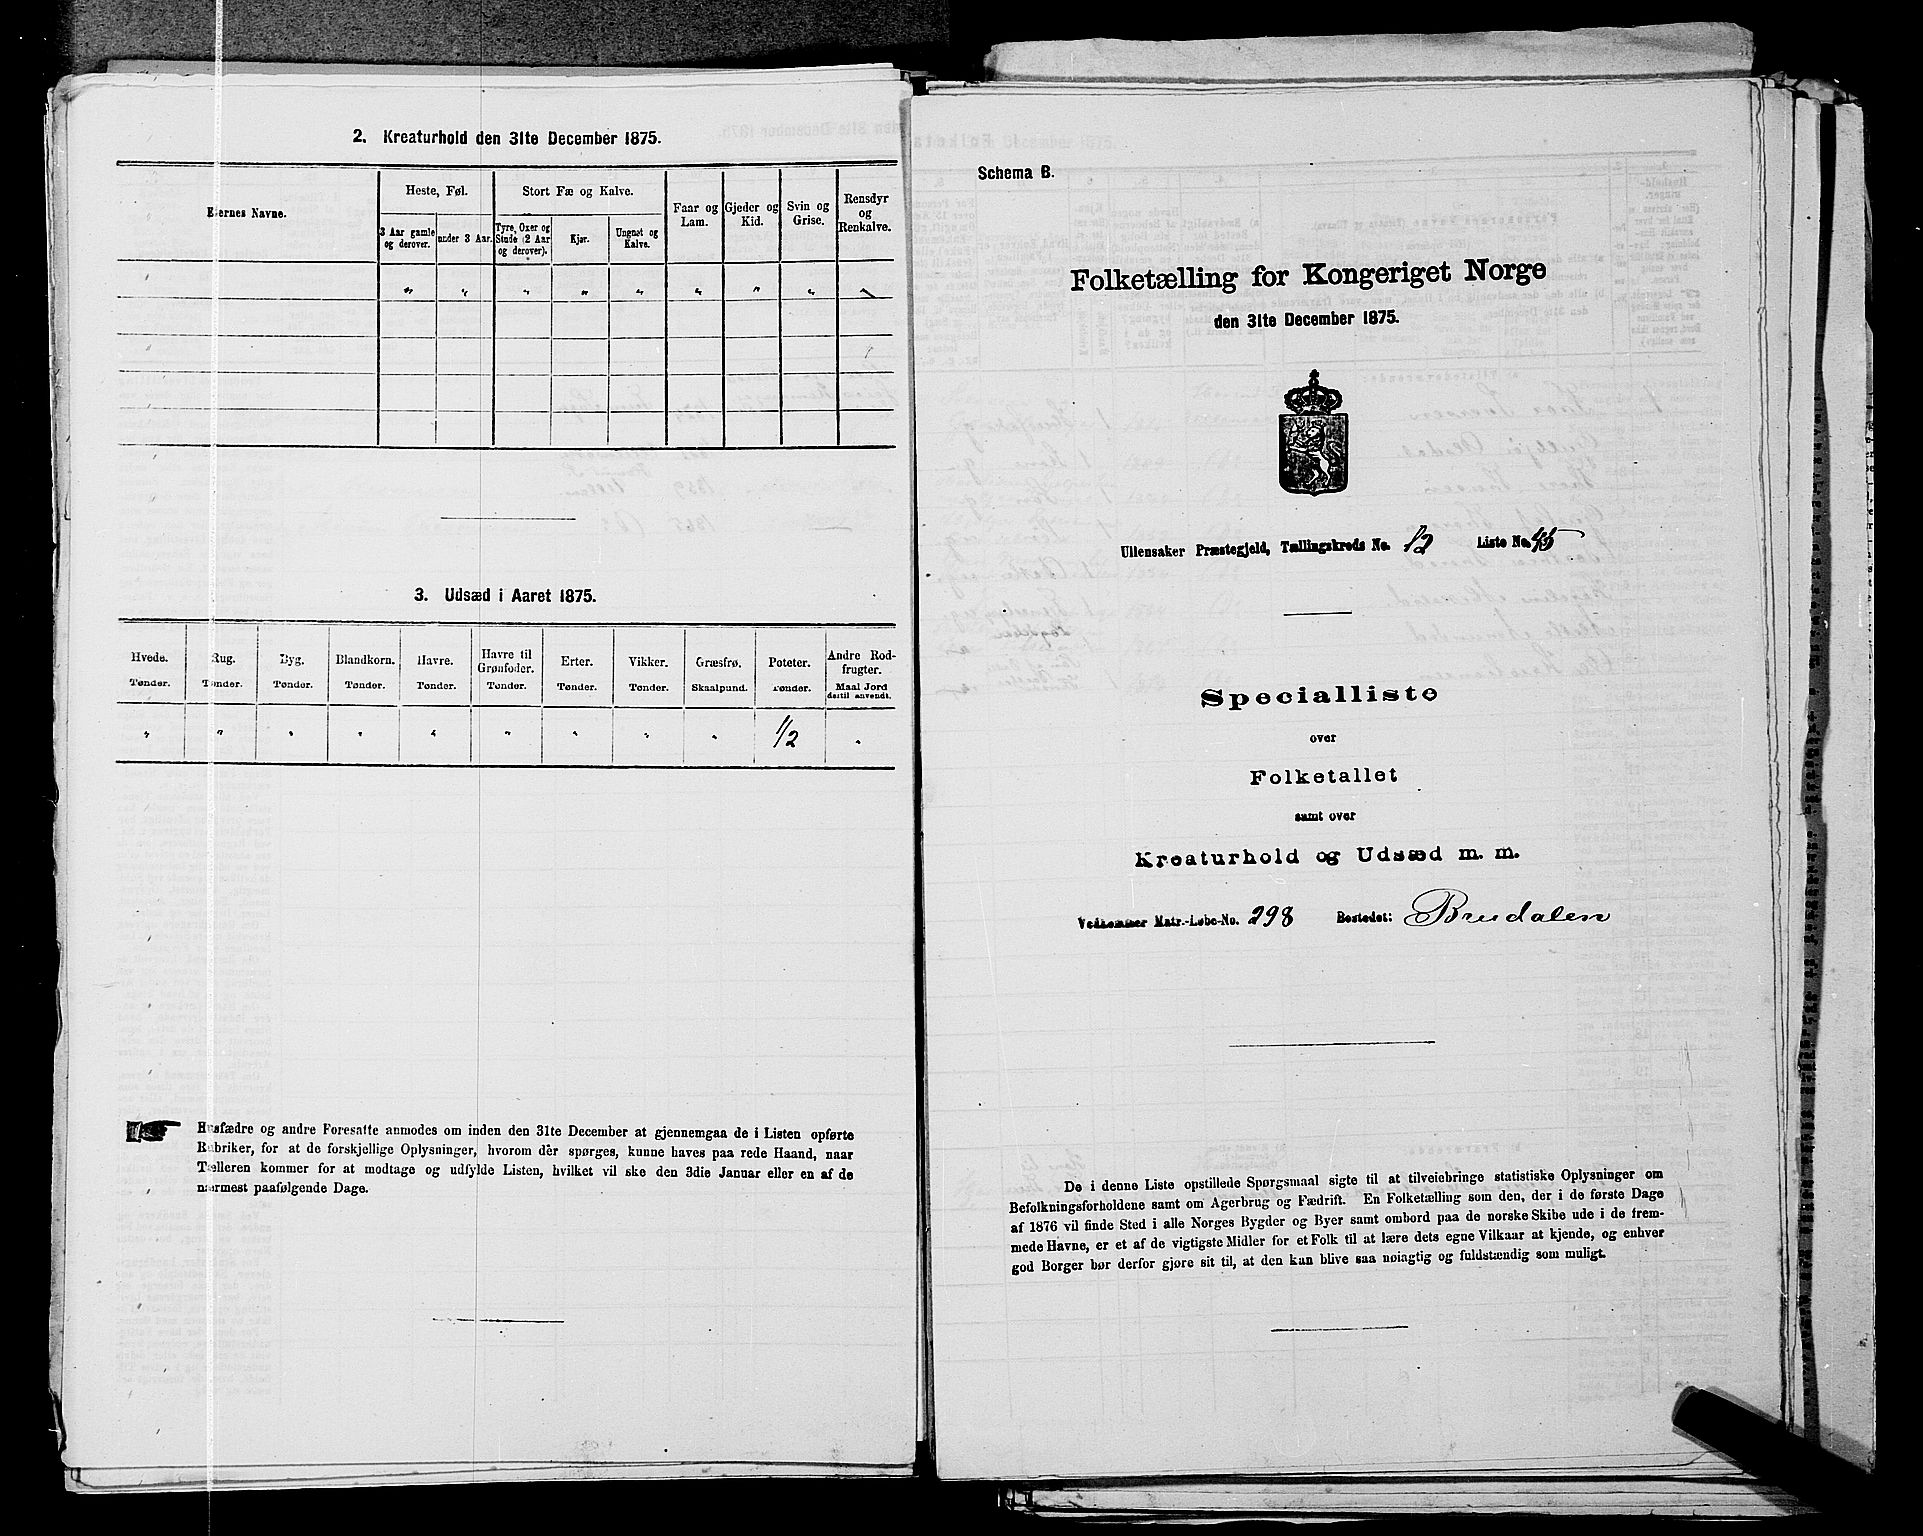 2. Kreaturhold den 31te December 1875.
Eiernes Navne.
Heste, Føl.
3 Aar gamle og derover.
under 3 Aar.
Stort Fæ og Kalve.
Tyre, Oxer og Stude (2 Aar og derover).
Kjør.
Ungnøt og Kalve.
Faar og Lam.
Gjeder og Kid.
Svin og Grise.
Rensdyr og Renkalve.
" " " " " " " "
3. Udsæd i Aaret 1875.
Hvede. Tønder.
Rug. Tønder.
Byg. Tønder.
Blandkorn. Tønder.
Havre. Tønder.
Havre til Grønfoder. Tønder.
Erter. Tønder.
Vikker. Tønder.
Græsfrø. Skaalpund.
Poteter. Tønder.
Andre Rodfrugter. Maal Jord dertil anvendt.
" " " " " " " " " 1/2 "
Husfædre og andre Foresatte anmodes om inden den 31te December at gjennemgaa de i Listen opførte
Rubriker, for at de forskjellige Oplysninger, hvorom der spørges, kunne haves paa rede Haand, naar
Tælleren kommer for at modtage og udfylde Listen, hvilket vil ske den 3die Januar eller en af de
nærmest paafølgende Dage.
Schema B.
Folketælling for Kongeriget Norge
den 31te December 1875.
Ullensaker Præstegjeld, Tællingskreds No. 12 Liste No. 45
Specialliste
over
Folketallet
samt over
Kreaturhold og Udsæd m. m.
Vedkommer Matr.-Løbe-No. 298 Bostedet: Brudalen
De i denne Liste opstillede Spørgsmaal sigte til at tilveiebringe statistiske Oplysninger om
Befolkningsforholdene samt om Agerbrug og Fædrift. En Folketælling som den, der i de første Dage
af 1876 vil finde Sted i alle Norges Bygder og Byer samt ombord paa de norske Skibe ude i de frem-
mede Havne, er et af de vigtigste Midler for et Folk til at lære dets egne Vilkaar at kjende, og enhver
god Borger bør derfor gjøre sit til, at den kan blive saa nøiagtig og fuldstændig som muligt.